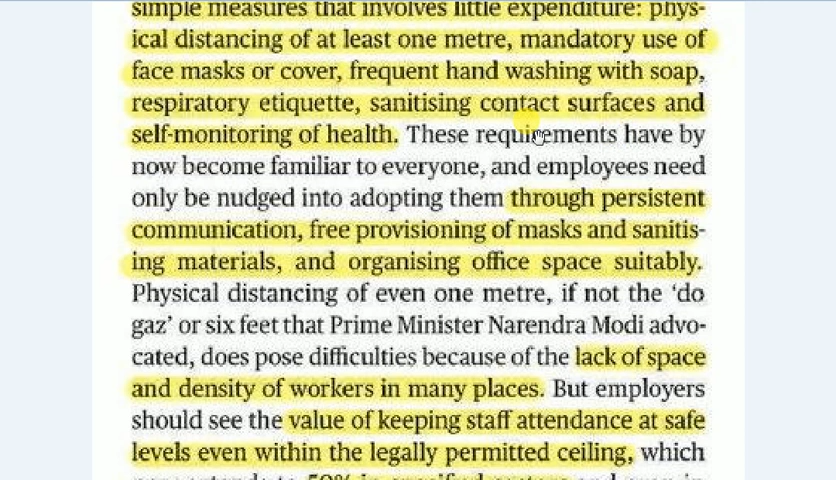 simple measures that involves little expenditure: phys-
ical distancing of at least one metre, mandatory use of
face masks or cover, frequent hand washing with soap,
respiratory etiquette, sanitising contact surfaces and
self-monitoring of health. These requirements have by
now become familiar to everyone, and employees need
only be nudged into adopting them through persistent
communication, free provisioning of masks and sanitis-
ing materials, and organising office space suitably.
Physical distancing of even one metre, if not the ‘do
gaz’ or six feet that Prime Minister Narendra Modi advo-
cated, does pose difficulties because of the lack of space
and density of workers in many places. But employers
should see the value of keeping staff attendance at safe
levels even within the legally permitted ceiling, which
50% in specified